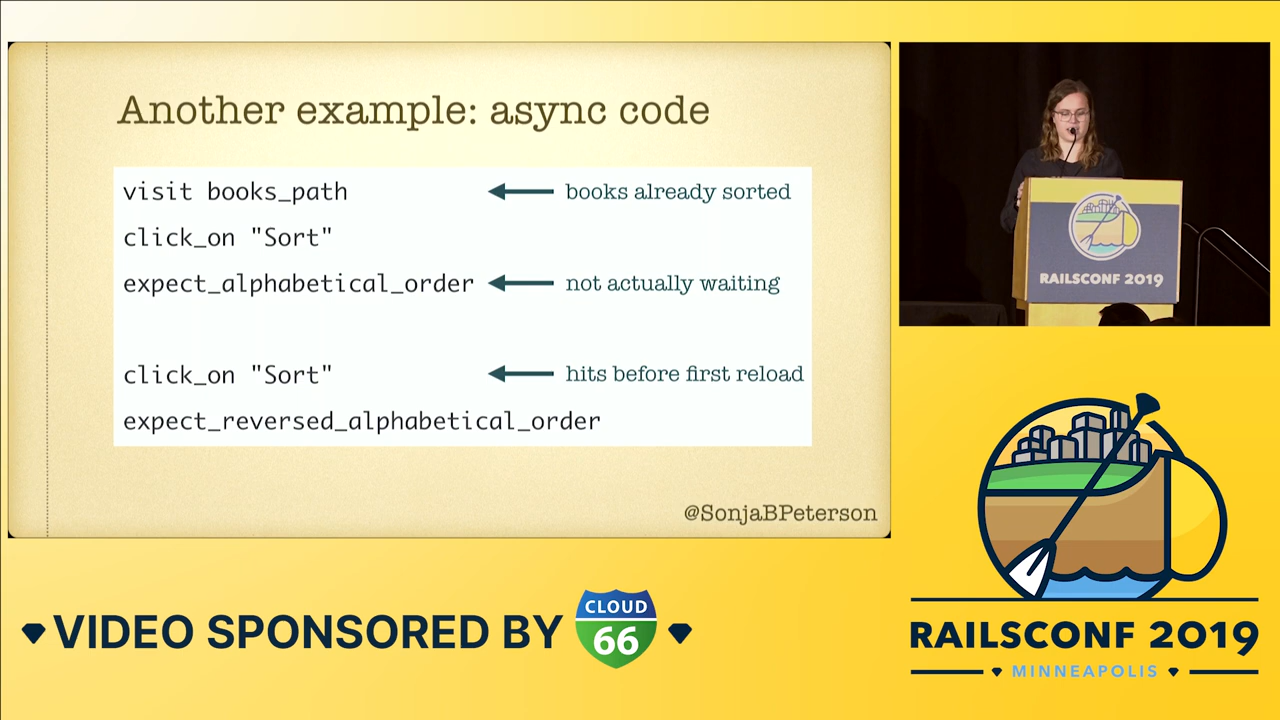 Another example: async code
visit books_path
books already sorted
click_on "Sort"
expect_alphabetical_order
not actually waiting
click_on "Sort"
hits before first reload
expect_reversed_alphabetical_order
@SonjaBPeterson
RAILSCONF 2019
VIDEO SPONSORED BY
CLOUD
66
RAILSCONF 2019
MINNEAPOLIS